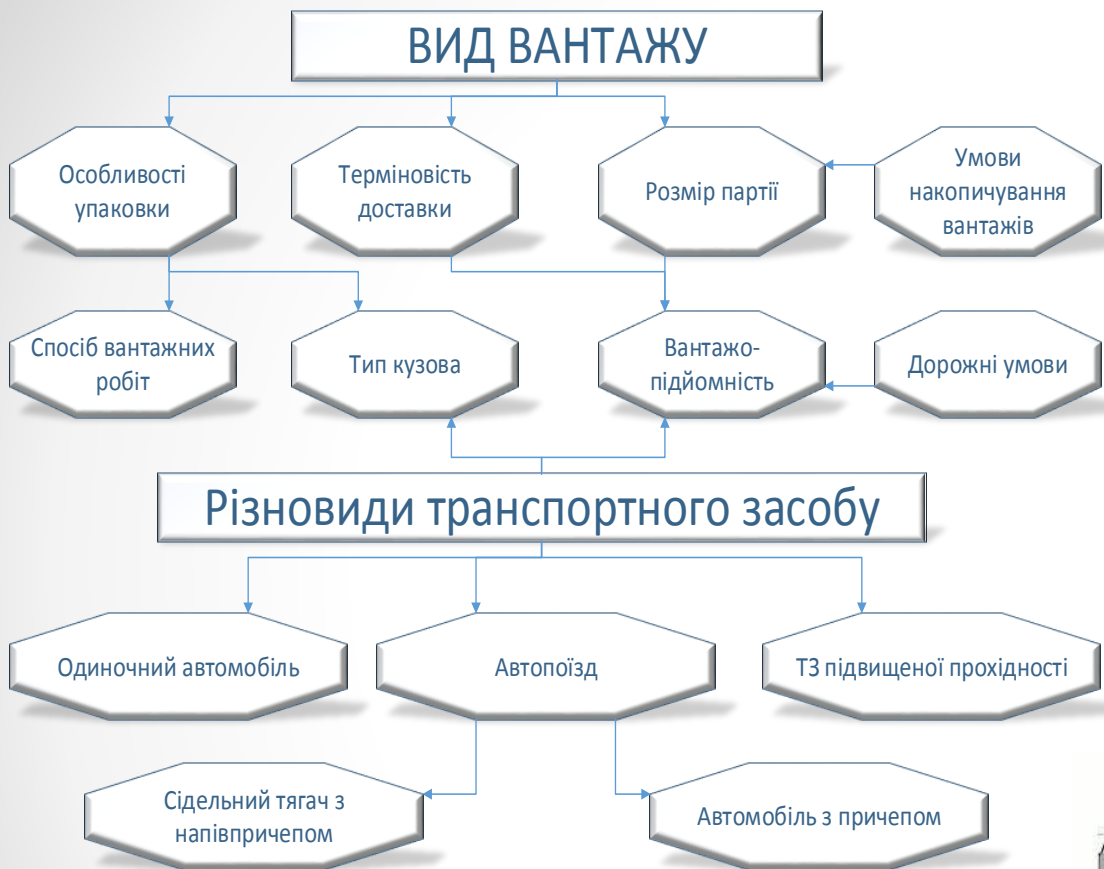 ВИД ВАНТАЖУ
Особливості
упаковки
Терміновість
доставки
Розмір партії
Умови
накопичування
вантажів
Спосіб вантажних
робіт
Тип кузова
Вантажо-
підйомність
Дорожні умови
Різновиди транспортного засобу
Одиночний автомобіль
Автопоїзд
ТЗ підвищеної прохідності
Сідельний тягач з
напівпричепом
Автомобіль з причепом